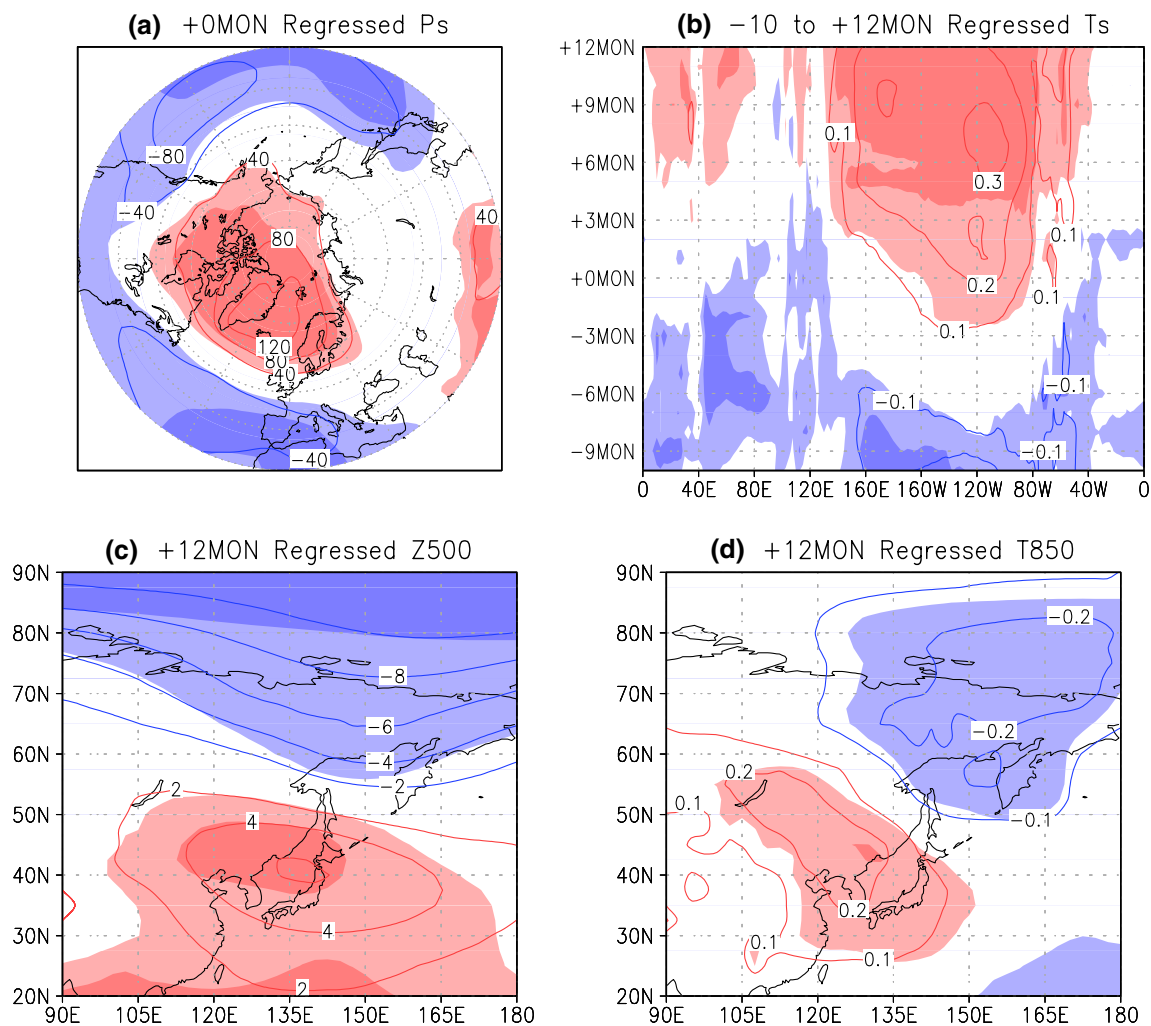 (a) +0MON Regressed Ps
−80
40
−40
80
40
120
80
40
−40
(b) −10 to +12MON Regressed Ts
+12MON
+9MON
+6MON
+3MON
+0MON
−3MON
−6MON
−9MON
0.1
0.3
0.1
0.2
0.1
0.1
−0.1
−0.1
−0.1
0 40E 80E 120E 160E 160W 120W 80W 40W 0
(c) +12MON Regressed Z500
90N
80N
70N
60N
50N
40N
30N
20N
−8
−6
−4
−2
2
4
4
2
90E 105E 120E 135E 150E 165E 180
(d) +12MON Regressed T850
90N
80N
70N
60N
50N
40N
30N
20N
−0.2
−0.2
0.2
0.1
−0.1
0.2
0.1
0.1
90E 105E 120E 135E 150E 165E 180